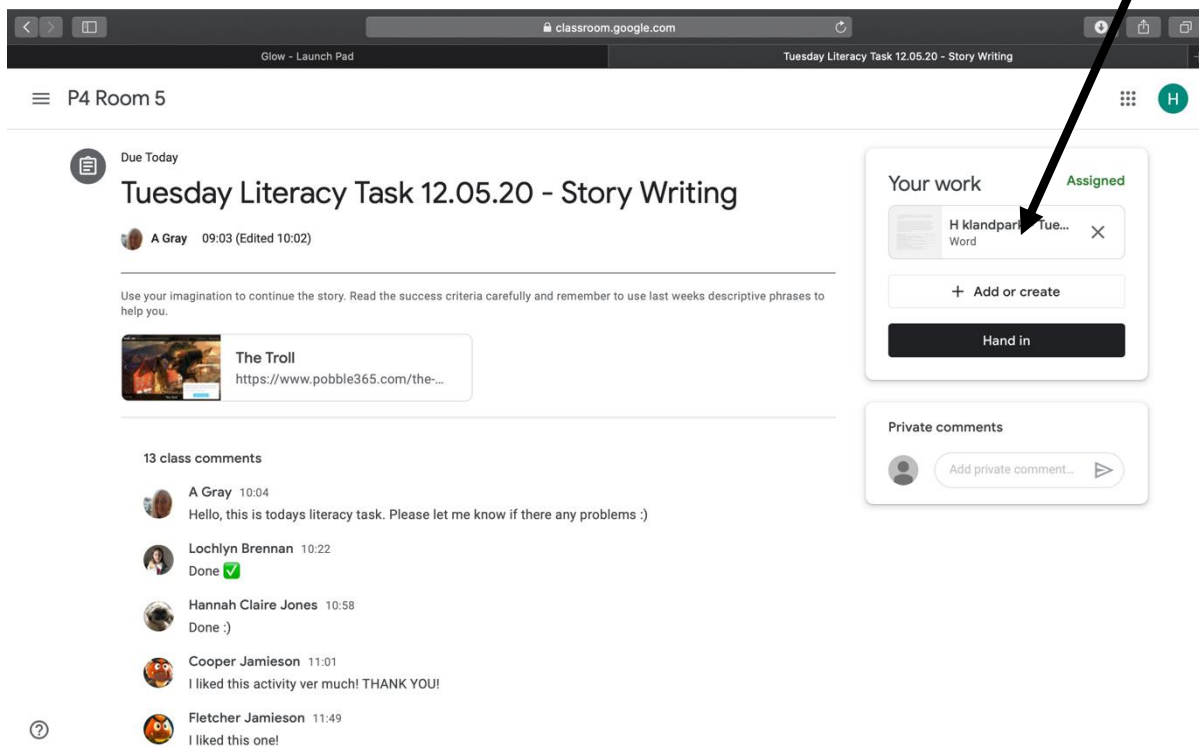 classroom.google.com
Glow - Launch Pad
Tuesday Literacy Task 12.05.20 - Story Writing
P4 Room 5
H
Due Today
Tuesday Literacy Task 12.05.20 - Story Writing
A Gray 09:03 (Edited 10:02)
Use your imagination to continue the story. Read the success criteria carefully and remember to use last weeks descriptive phrases to
help you.
The Troll
https://www.pobble365.com/the-...
13 class comments
A Gray 10:04
Hello, this is todays literacy task. Please let me know if there any problems :)
Lochlyn Brennan 10:22
Done ✅
Hannah Claire Jones 10:58
Done :)
Cooper Jamieson 11:01
I liked this activity ver much! THANK YOU!
Fletcher Jamieson 11:49
I liked this one!
Your work
Assigned
H Tue...
Word
+ Add or create
Hand in
Private comments
Add private comment...